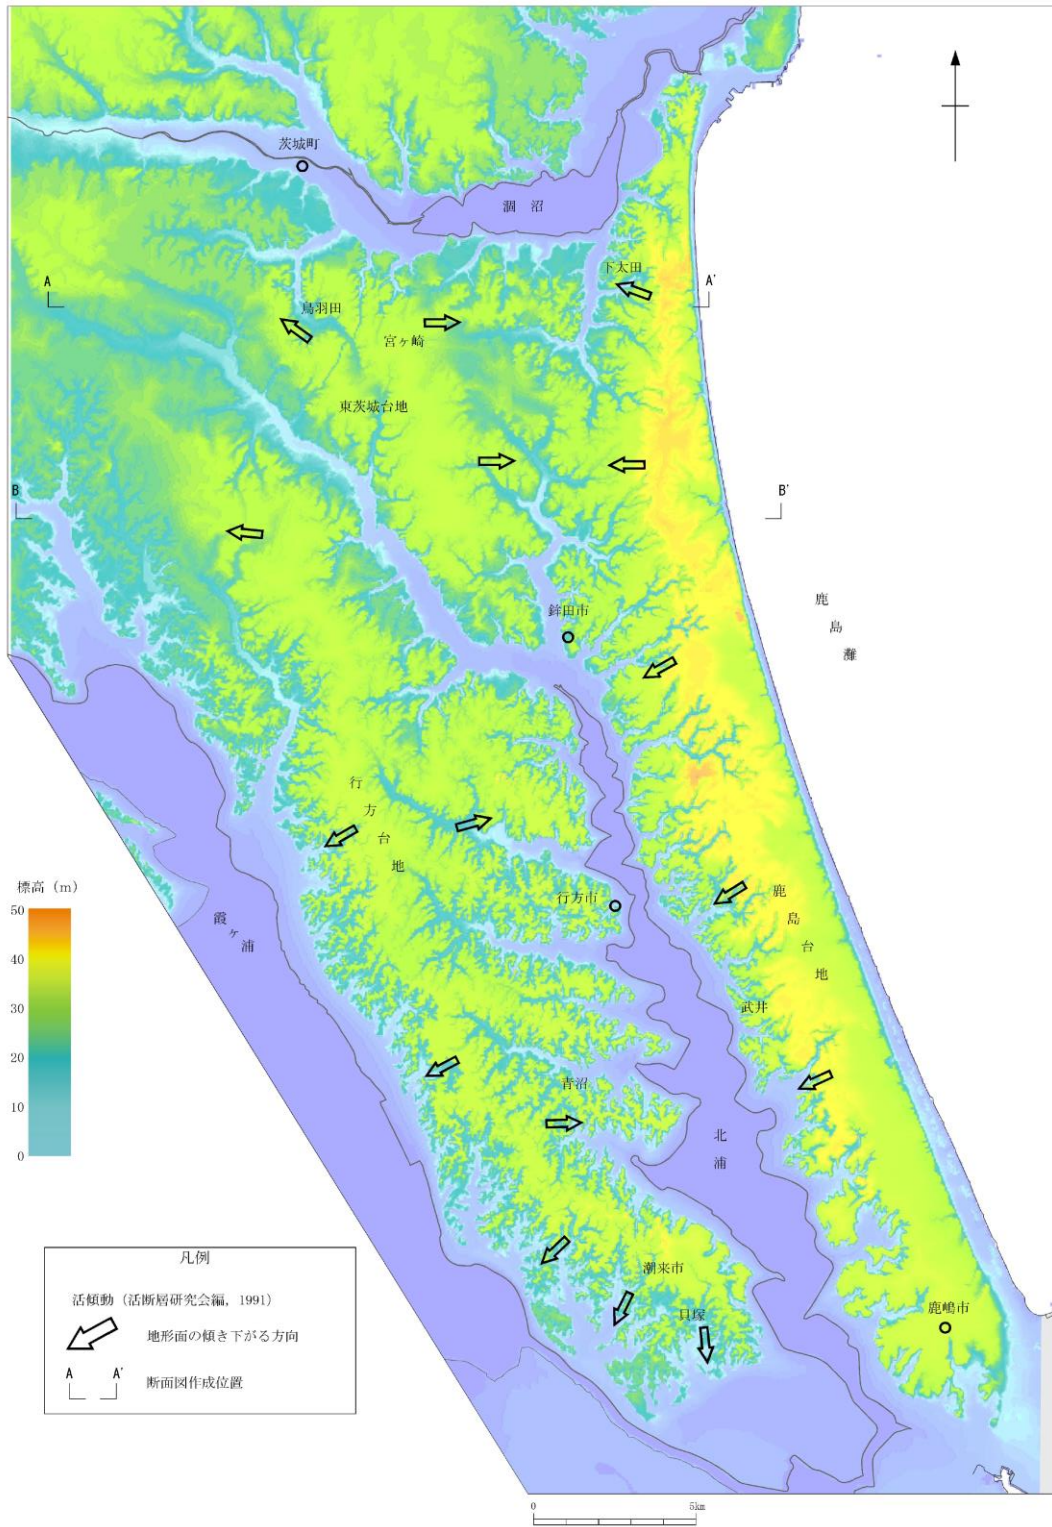 茨城町
涸 沼
下太田
A
A'
鳥羽田
宮ヶ崎
東茨城台地
B
B'
鉾田市
鹿島灘
行方台地
標高 (m)
50
40
30
20
10
0
霞ヶ浦
行方市
鹿島台地
武井
青沼
北浦
凡例
活傾動 (活断層研究会編, 1991)
地形面の傾き下がる方向
A A'
断面図作成位置
潮来市
貝塚
鹿嶋市
0 5km